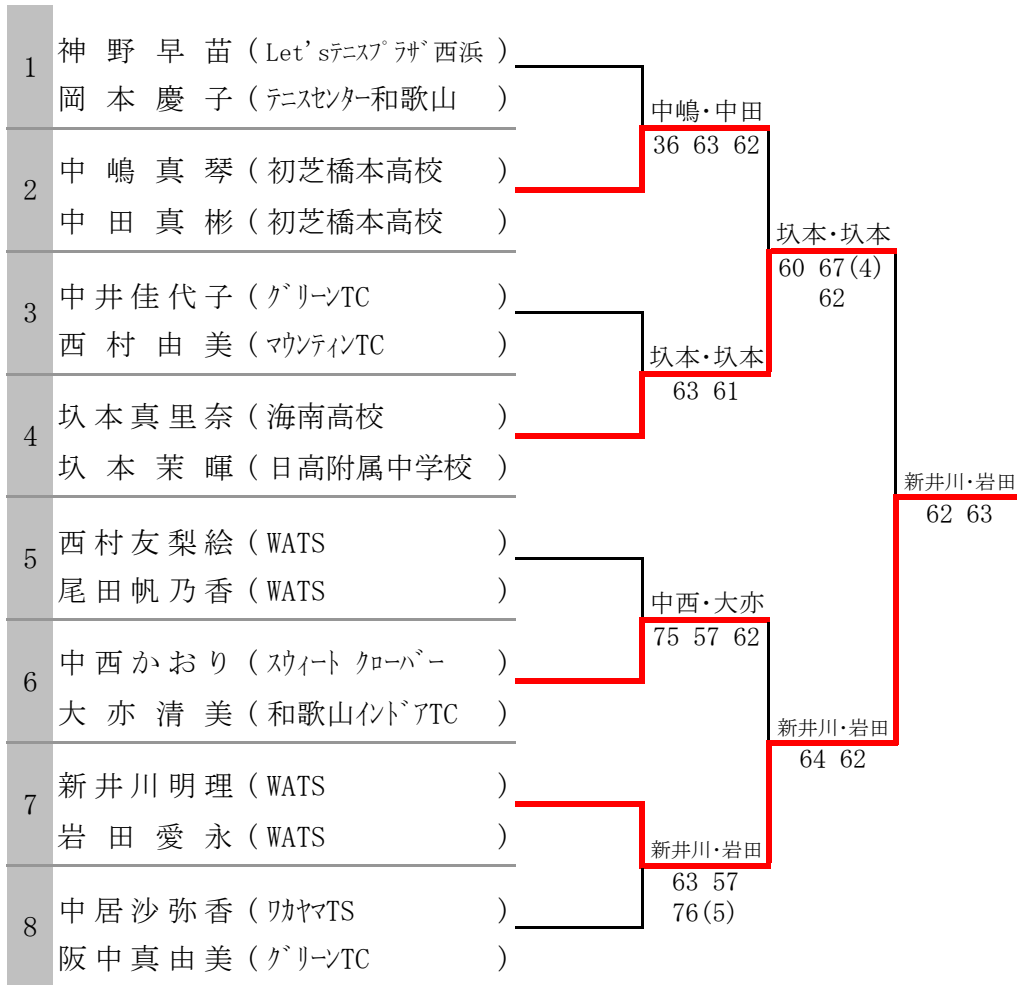 1
神野早苗 (Let'sﾃﾆｽﾌﾟﾗｻﾞ西浜)
岡本慶子 (ﾃﾆｽｾﾝﾀｰ和歌山)
2
中嶋真琴 (初芝橋本高校)
中田真彬 (初芝橋本高校)
3
中井佳代子 (ｸﾞﾘｰﾝTC)
西村由美 (ﾏｳﾝﾃｨﾝTC)
4
圦本真里奈 (海南高校)
圦本茉暉 (日高附属中学校)
5
西村友梨絵 (WATS)
尾田帆乃香 (WATS)
6
中西かおり (ｽｳｨｰﾄ ｸﾛｰﾊﾞｰ)
大亦清美 (和歌山ｲﾝﾄﾞｱTC)
7
新井川明理 (WATS)
岩田愛永 (WATS)
8
中居沙弥香 (ﾜｶﾔﾏTS)
阪中真由美 (ｸﾞﾘｰﾝTC)
中嶋・中田
36 63 62
圦本・圦本
63 61
中西・大亦
75 57 62
新井川・岩田
63 57
76(5)
圦本・圦本
60 67(4)
62
新井川・岩田
64 62
新井川・岩田
62 63